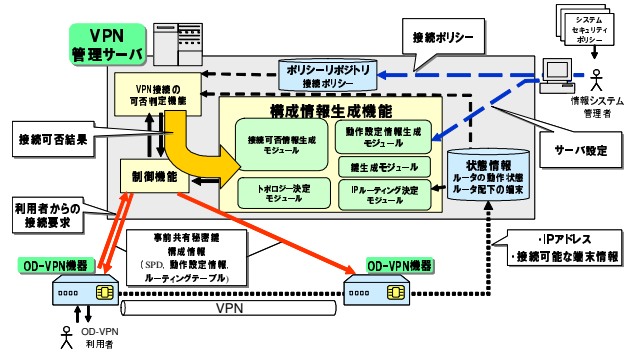 VPN
管理サーバ
接続ポリシー
システム
セキュリティ
ポリシー
ポリシーリポジトリ
接続ポリシー
VPN接続の
可否判定機能
構成情報生成機能
情報システム
管理者
接続可否結果
接続可否情報生成
モジュール
動作設定情報生成
モジュール
サーバ設定
鍵生成モジュール
状態情報
ルータの動作状態
ルータ配下の端末
制御機能
トポロジー決定
モジュール
IPルーティング決定
モジュール
利用者からの
接続要求
事前共有秘密鍵
構成情報
(SPD, 動作設定情報,
ルーティングテーブル)
・IPアドレス
・接続可能な端末情報
OD-VPN機器
OD-VPN機器
VPN
OD-VPN
利用者